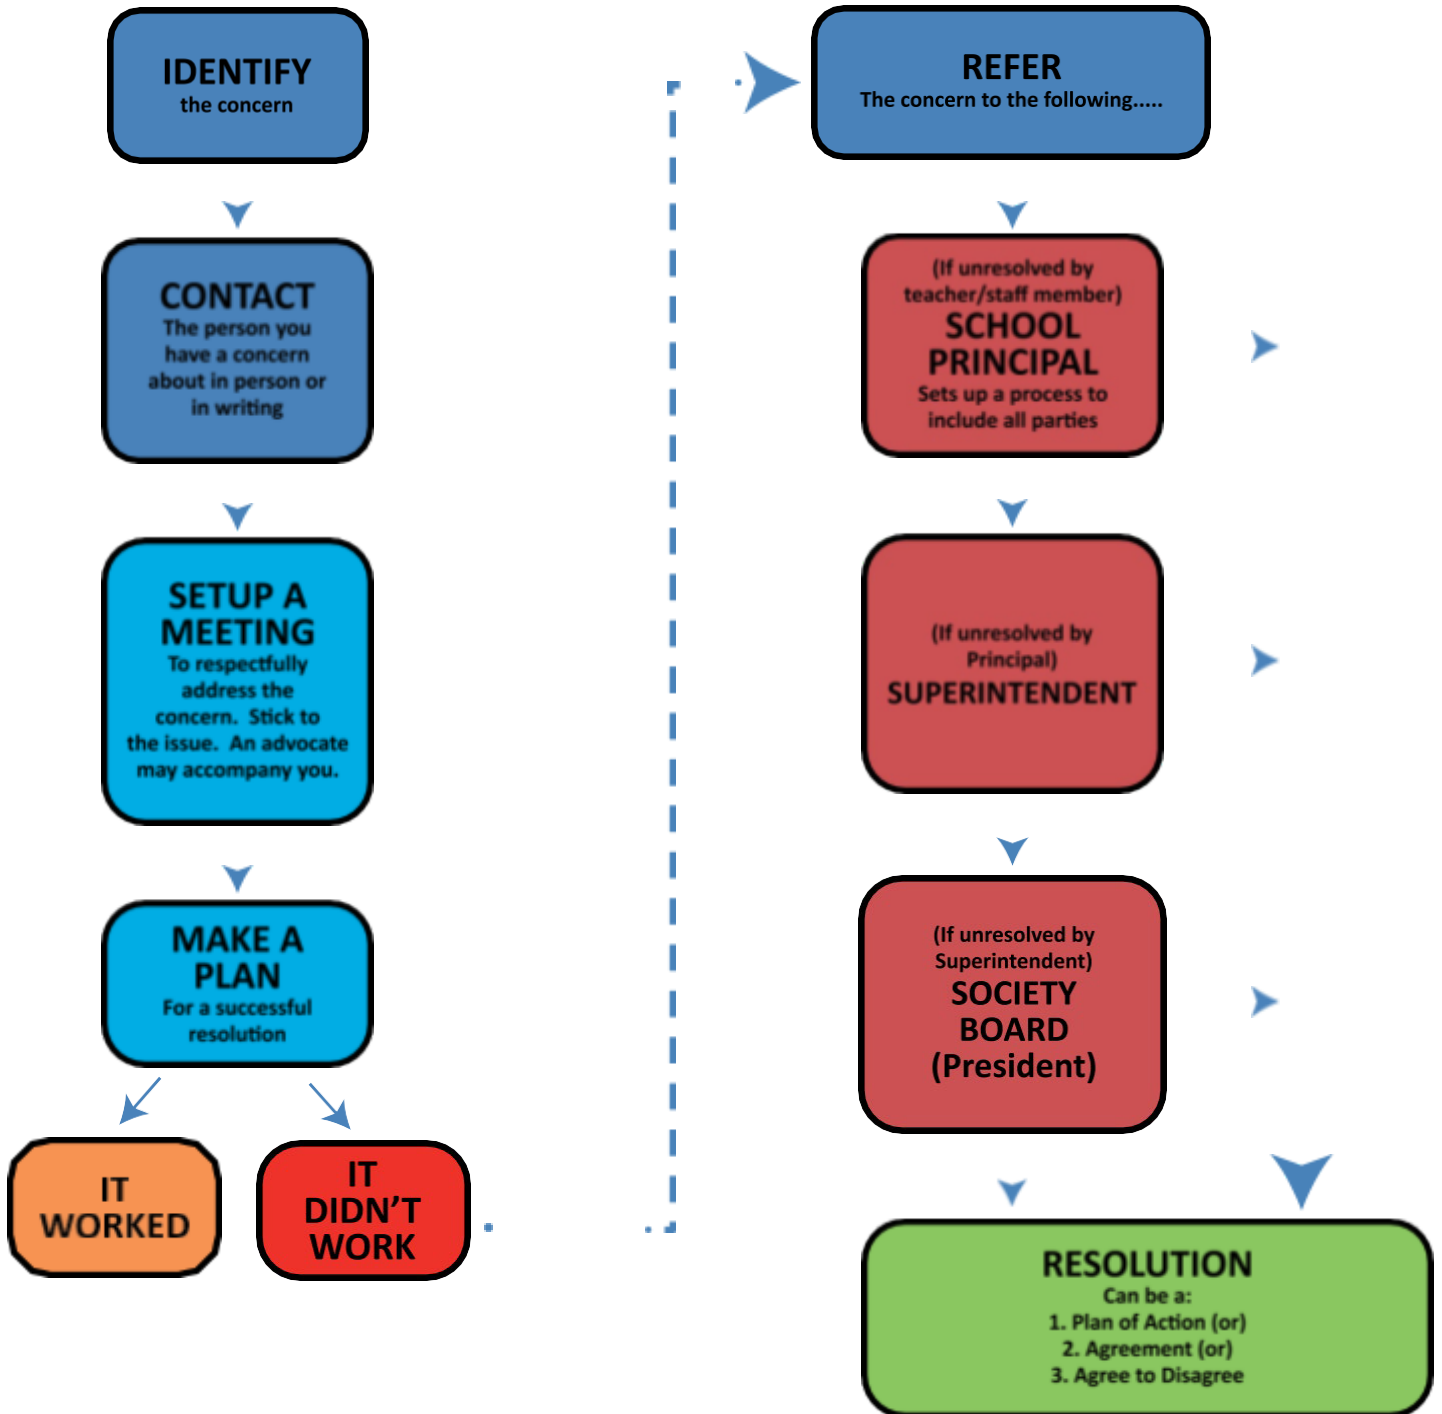 IDENTIFY
the concern
CONTACT
The person you
have a concern
about in person or
in writing
SETUP A
MEETING
To respectfully
address the
concern.  Stick to
the issue.  An advocate
may accompany you.
MAKE A
PLAN
For a successful
resolution
IT
WORKED
IT
DIDN’T
WORK
REFER
The concern to the following.....
(If unresolved by
teacher/staff member)
SCHOOL
PRINCIPAL
Sets up a process to
include all parties
(If unresolved by
Principal)
SUPERINTENDENT
(If unresolved by
Superintendent)
SOCIETY
BOARD
(President)
RESOLUTION
Can be a:
1. Plan of Action (or)
2. Agreement (or)
3. Agree to Disagree